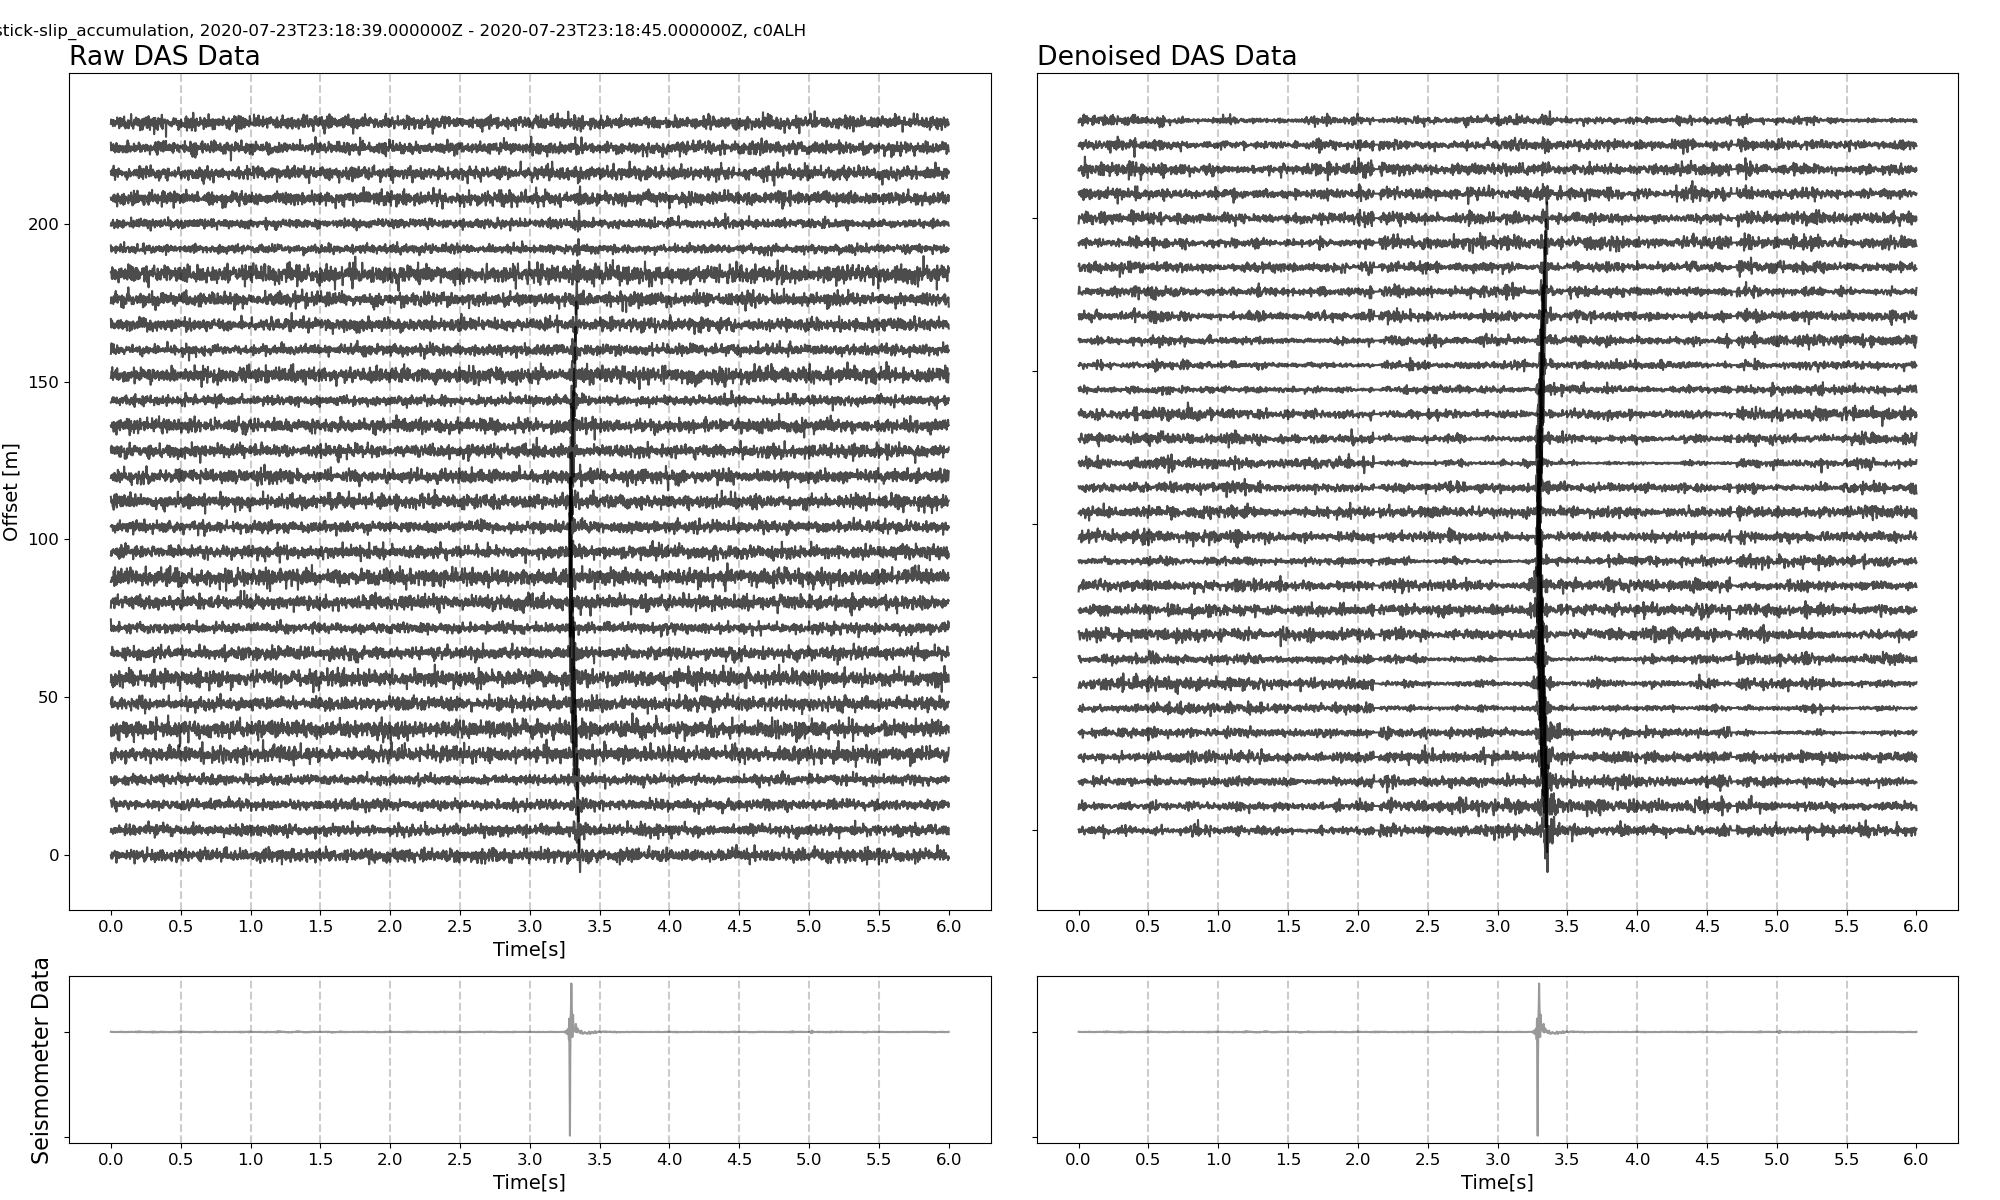 stick-slip_accumulation, 2020-07-23T23:18:39.000000Z - 2020-07-23T23:18:45.000000Z, c0ALH
Raw DAS Data
Denoised DAS Data
Offset [m]
200
150
100
50
0
0.0 0.5 1.0 1.5 2.0 2.5 3.0 3.5 4.0 4.5 5.0 5.5 6.0
Time[s]
0.0 0.5 1.0 1.5 2.0 2.5 3.0 3.5 4.0 4.5 5.0 5.5 6.0
Seismometer Data
0.0 0.5 1.0 1.5 2.0 2.5 3.0 3.5 4.0 4.5 5.0 5.5 6.0
Time[s]
0.0 0.5 1.0 1.5 2.0 2.5 3.0 3.5 4.0 4.5 5.0 5.5 6.0
Time[s]